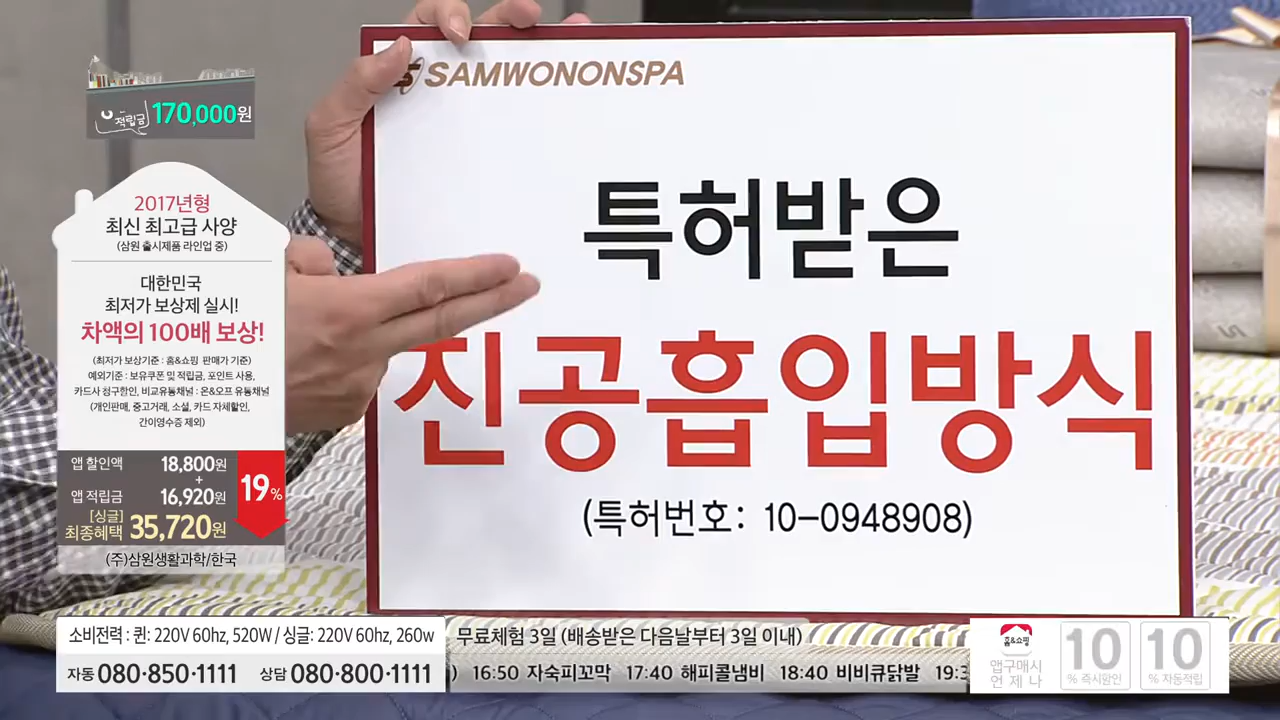 적립금 170,000원
2017년형
최신 최고급 사양
(삼원 출시제품 라인업 중)
대한민국
최저가 보상제 실시!
차액의 100배 보상!
(최저가 보상기준 : 홈&쇼핑 판매가 기준)
예외기준 : 보유쿠폰 및 적립금, 포인트 사용,
카드사 청구할인, 비교유통채널 : 온&오프 유통채널
(개인판매, 중고거래, 소셜, 카드 자체할인,
간이영수증 제외)
앱 할인액 18,800원
+
앱 적립금 16,920원
19%
[싱글]
최종혜택 35,720원
(주)삼원생활과학/한국
SAMWONONSPA
특허받은
진공흡입방식
(특허번호: 10-0948908)
소비전력 : 퀸: 220V 60hz, 520W / 싱글: 220V 60hz, 260w
무료체험 3일 (배송받은 다음날부터 3일 이내)
자동 080·850·1111 상담 080·800·1111
) 16:50 자숙피꼬막 17:40 해피콜냄비 18:40 비비큐닭발 19:3
홈&쇼핑
앱구매시
언제나
10
% 즉시할인
10
% 자동적립